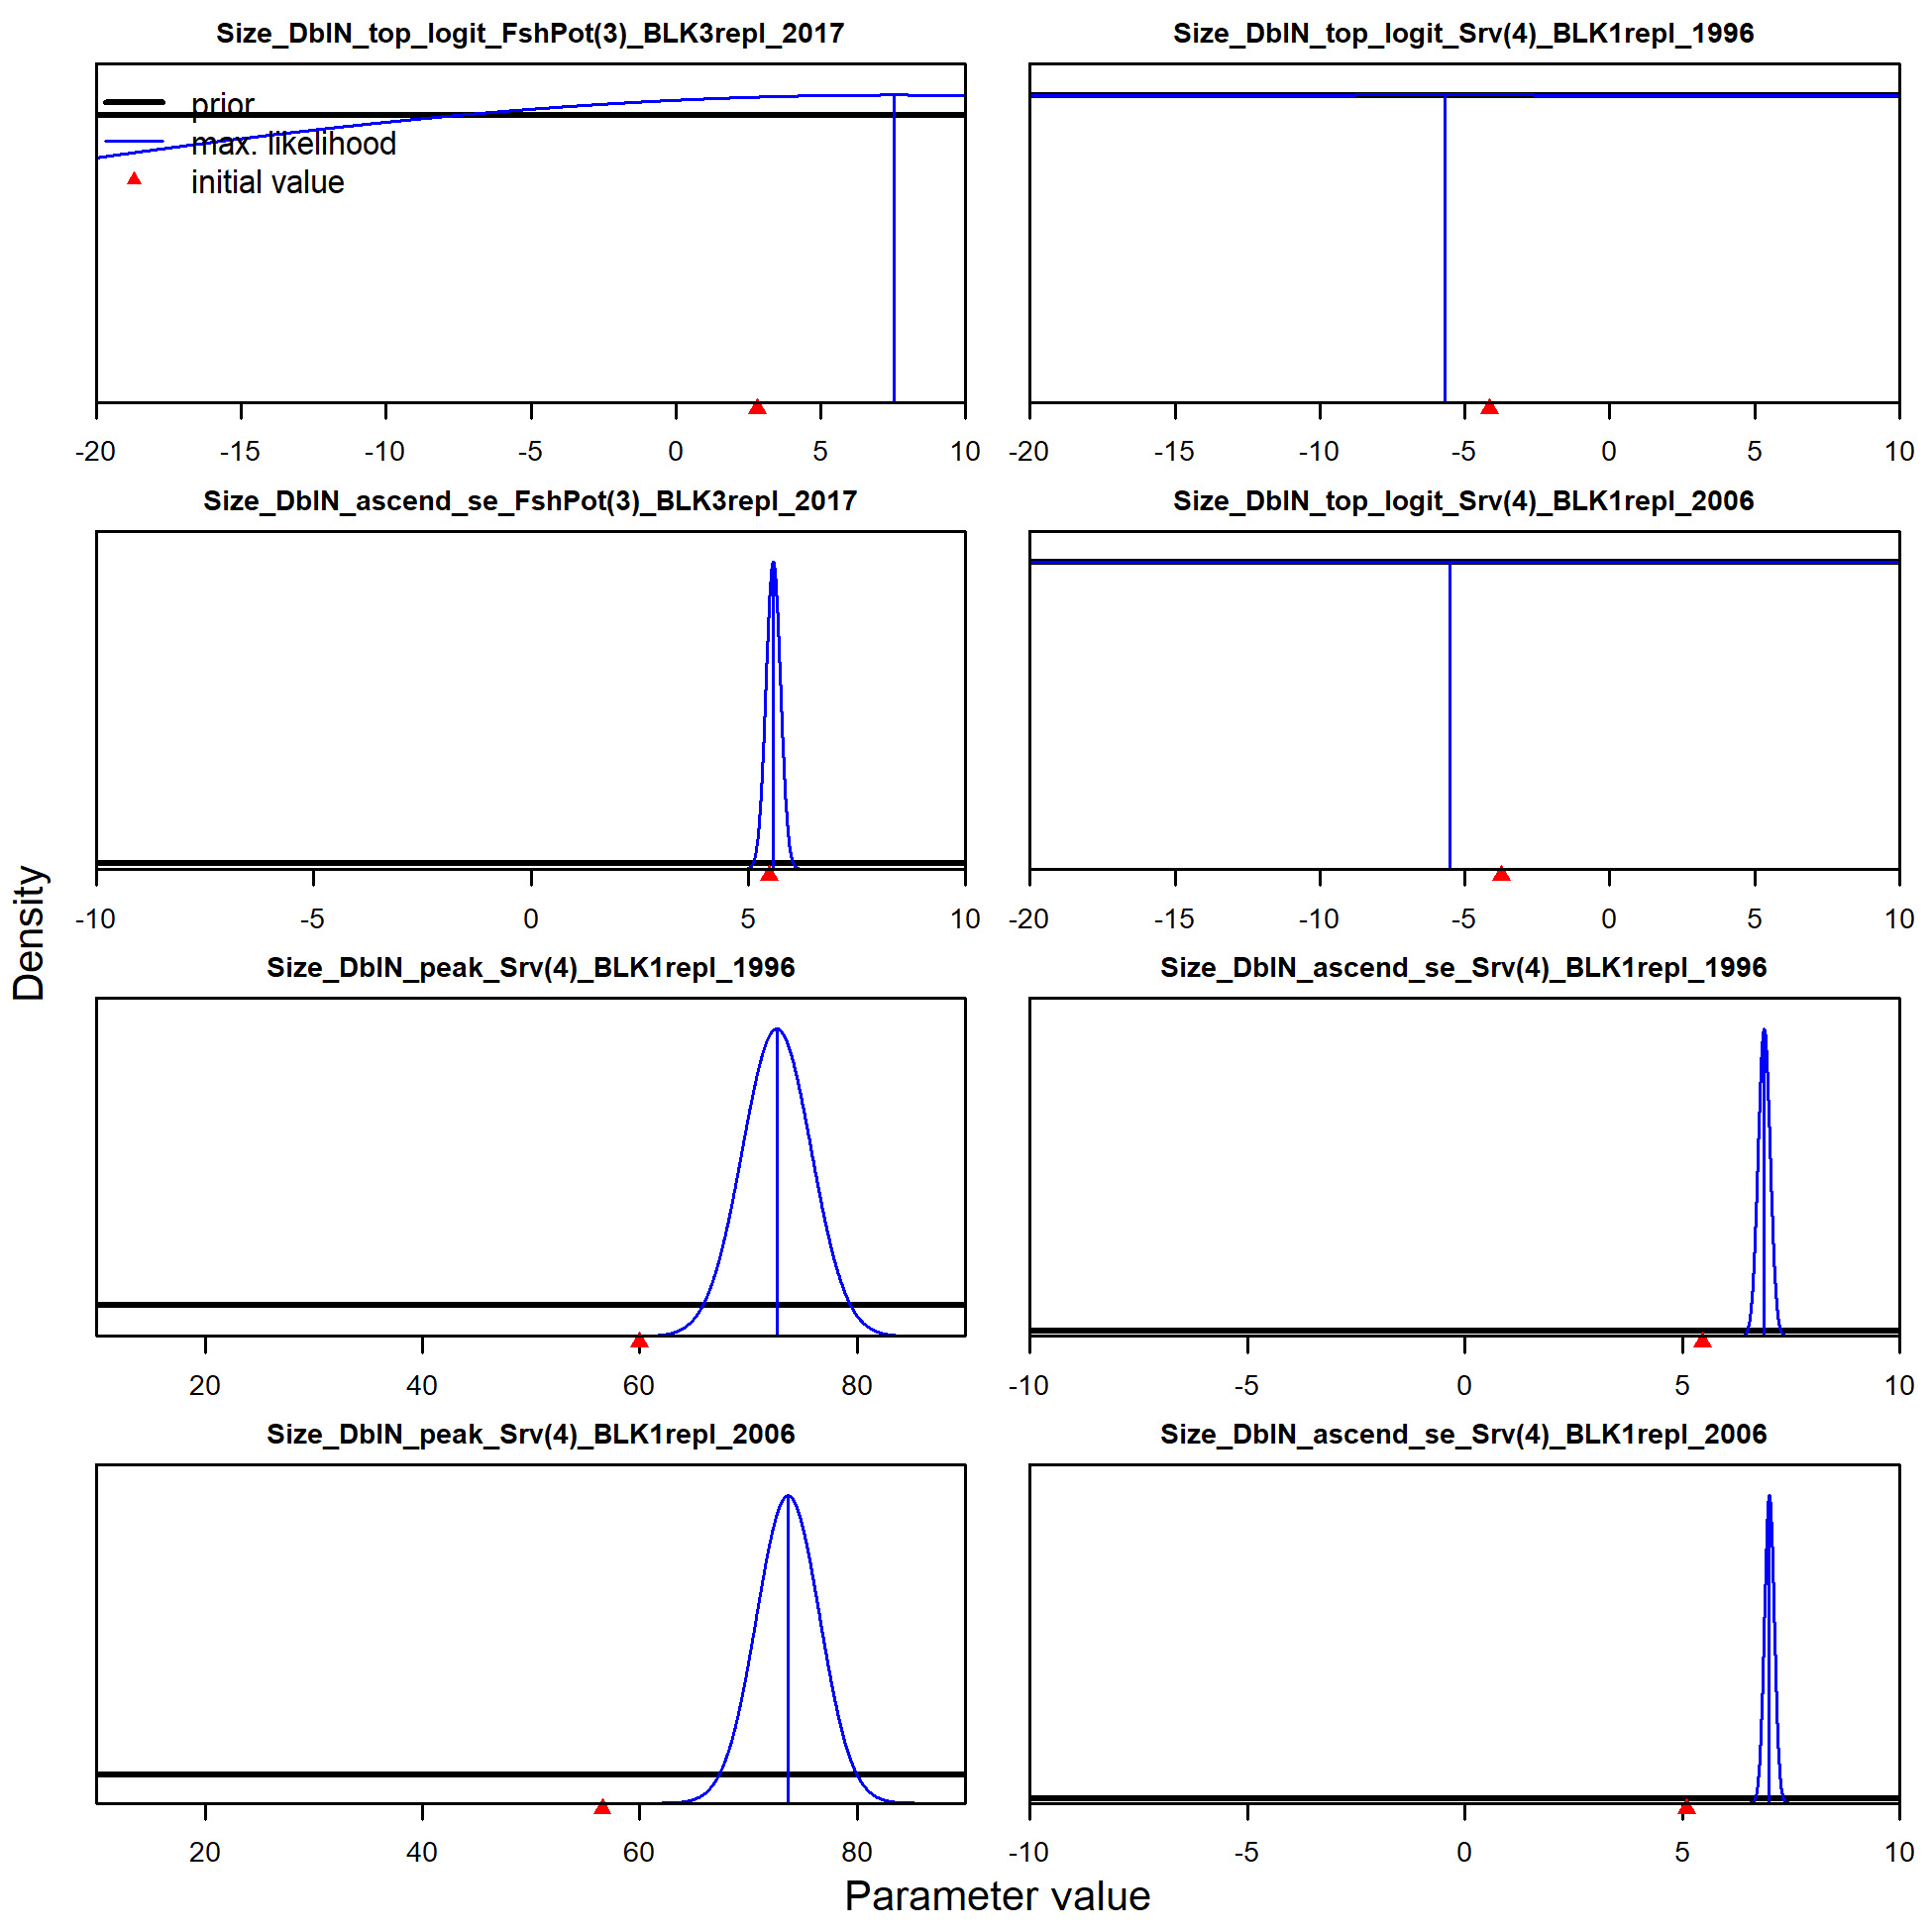 Size_DblN_top_logit_FshPot(3)_BLK3repl_2017
prior
max. likelihood
initial value
-20 -15 -10 -5 0 5 10
Size_DblN_top_logit_Srv(4)_BLK1repl_1996
-20 -15 -10 -5 0 5 10
Size_DblN_ascend_se_FshPot(3)_BLK3repl_2017
-10 -5 0 5 10
Size_DblN_top_logit_Srv(4)_BLK1repl_2006
-20 -15 -10 -5 0 5 10
Size_DblN_peak_Srv(4)_BLK1repl_1996
20 40 60 80
Size_DblN_ascend_se_Srv(4)_BLK1repl_1996
-10 -5 0 5 10
Size_DblN_peak_Srv(4)_BLK1repl_2006
20 40 60 80
Size_DblN_ascend_se_Srv(4)_BLK1repl_2006
-10 -5 0 5 10
Density
Parameter value